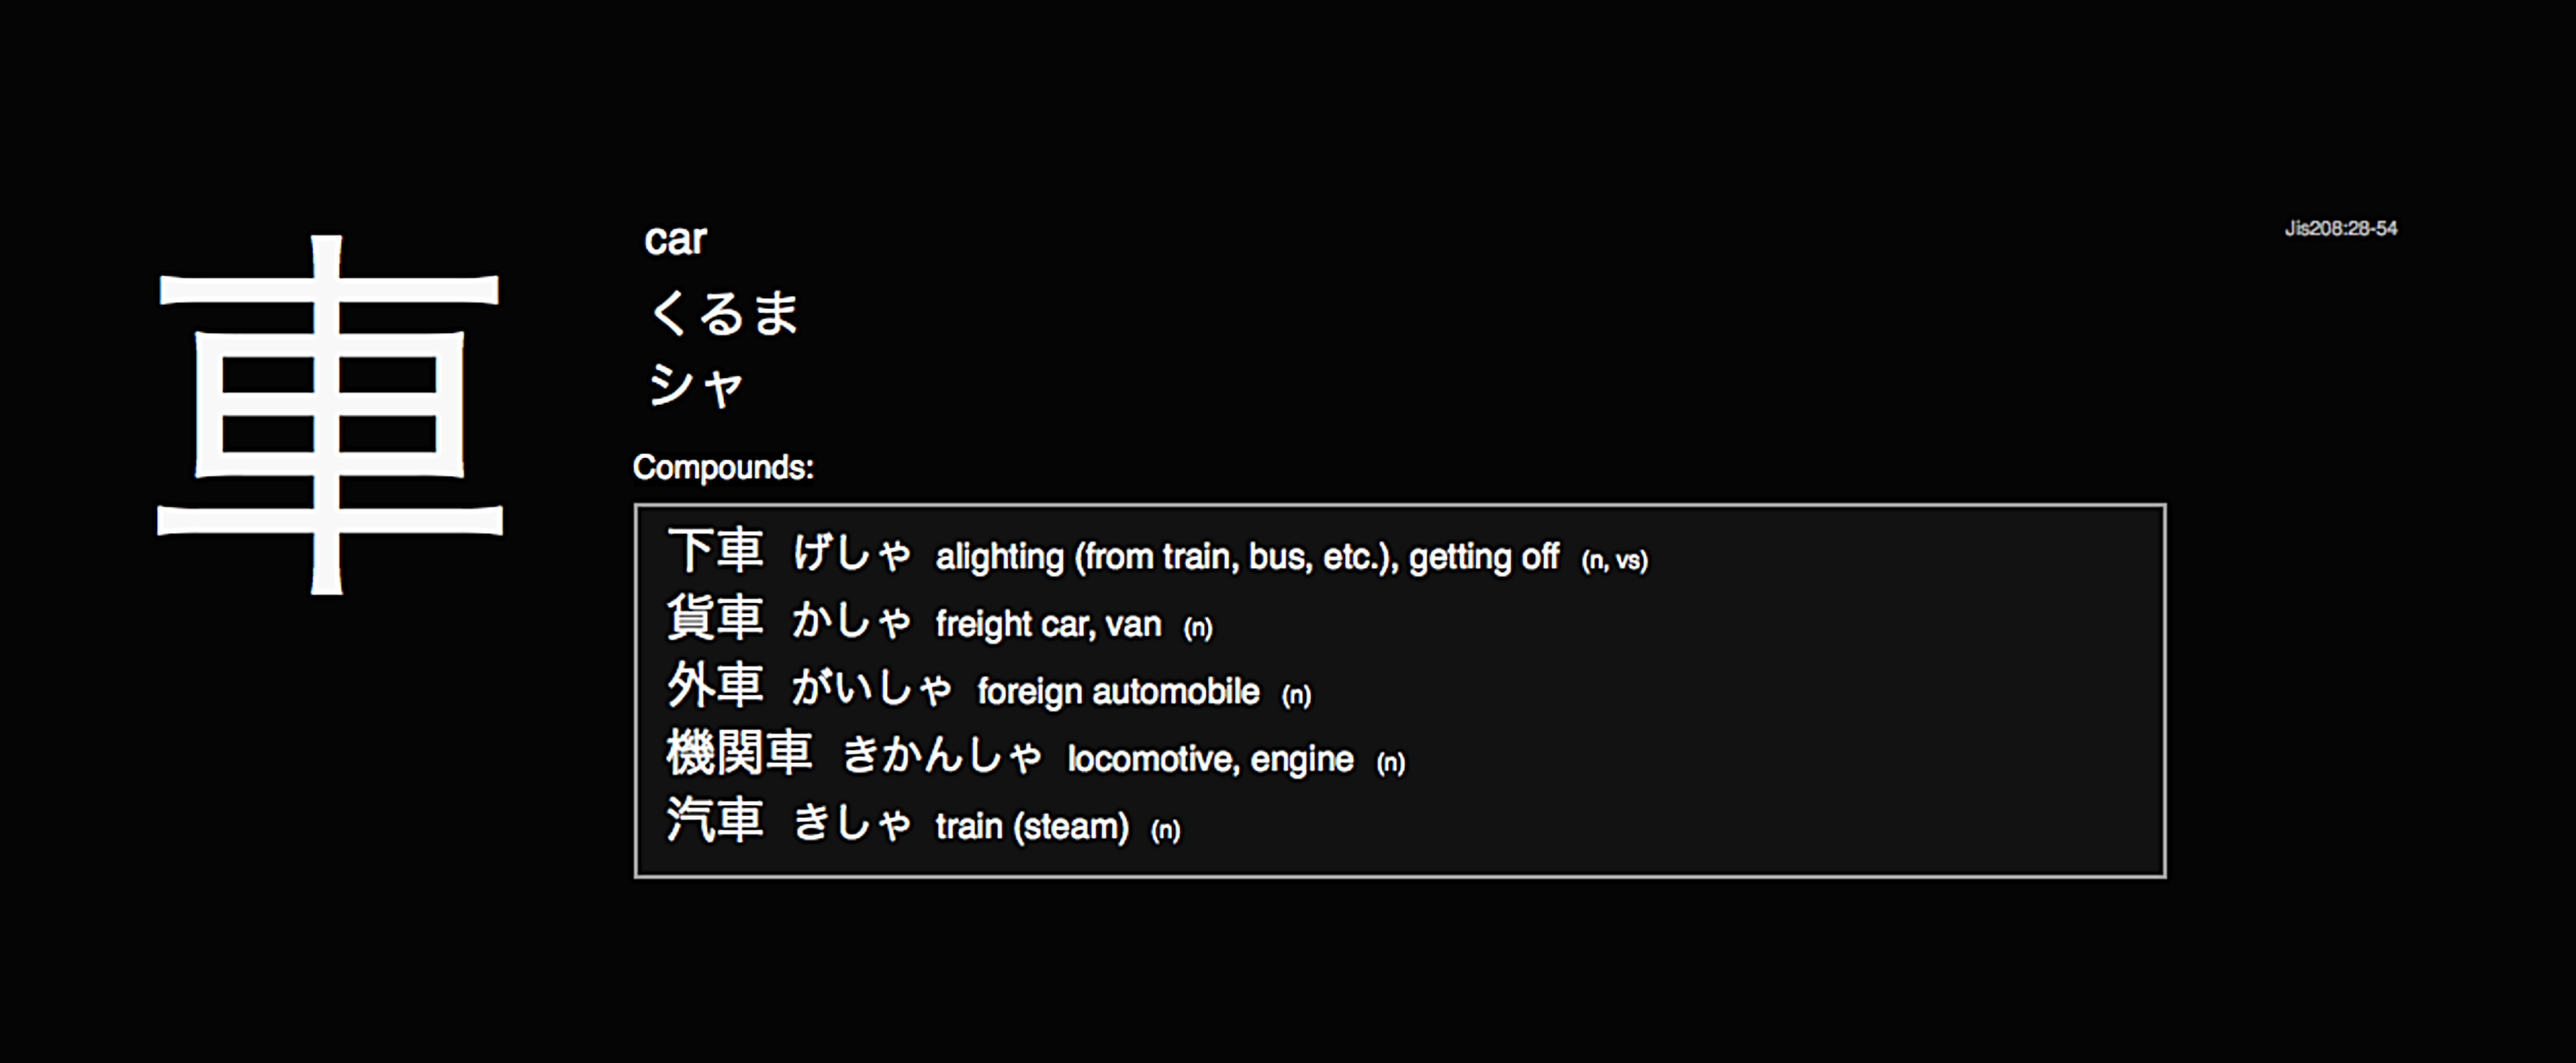 車
car
くるま
シャ
Jis208:28-54
Compounds:
下車 げしゃ alighting (from train, bus, etc.), getting off (n, vs)
貨車 かしゃ freight car, van (n)
外車 がいしゃ foreign automobile (n)
機関車 きかんしゃ locomotive, engine (n)
汽車 きしゃ train (steam) (n)